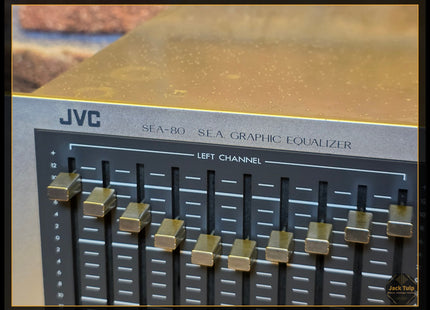 JVC
SEA-80 S.E.A. GRAPHIC EQUALIZER
LEFT CHANNEL
+
12
Jack Tulp